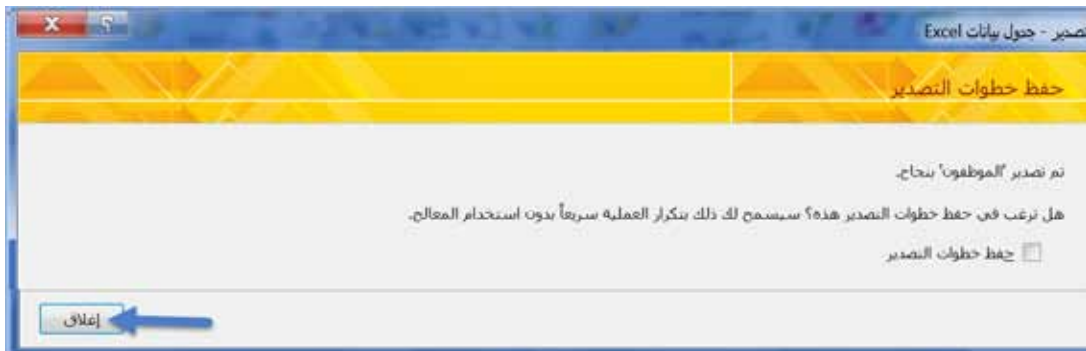 تصدير - جدول بيانات Excel
حفظ خطوات التصدير
تم تصدير "الموظفون" بنجاح.
هل ترغب في حفظ خطوات التصدير هذه؟ سيسمح لك ذلك بتكرار العملية سريعاً بدون استخدام المعالج.
حفظ خطوات التصدير
إغلاق